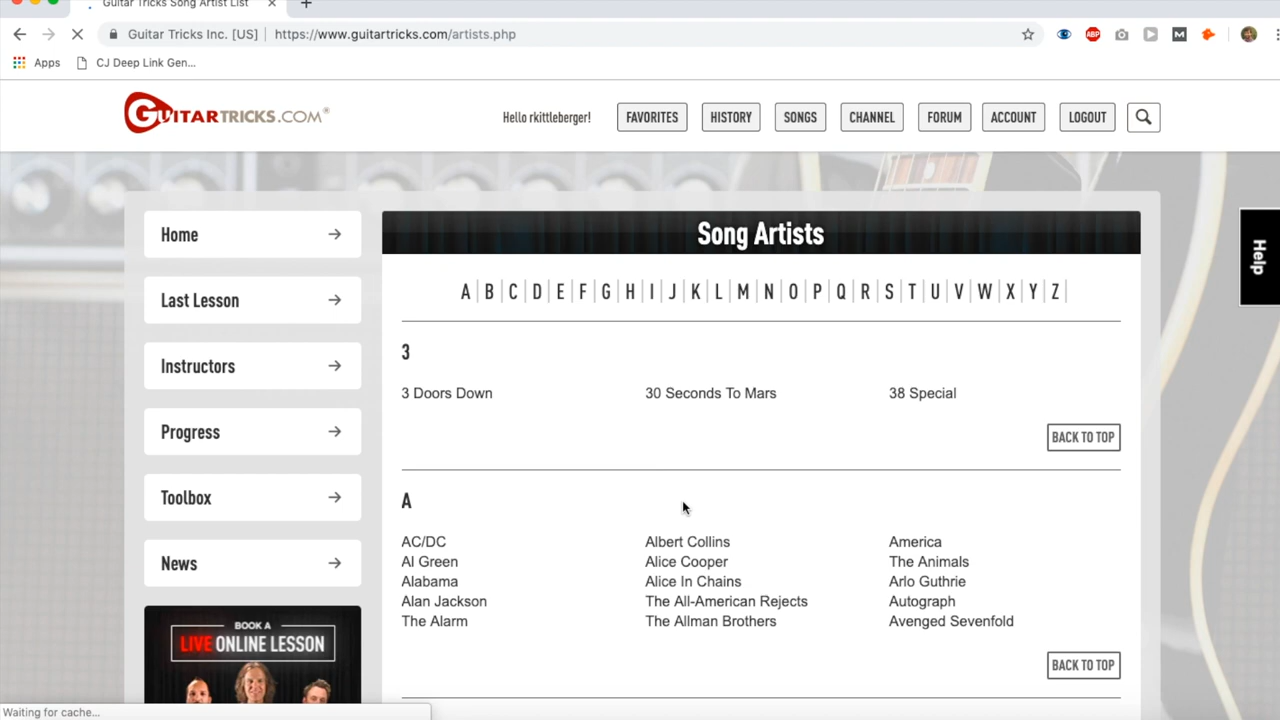 Guitar Tricks Song Artist List
Guitar Tricks Inc. [US] | https://www.guitartricks.com/artists.php
ABP
M
Apps CJ Deep Link Gen...
GUITARTRICKS.COM®
Hello rkittleberger! FAVORITES HISTORY SONGS CHANNEL FORUM ACCOUNT LOGOUT
Home
Last Lesson
Instructors
Progress
Toolbox
News
BOOK A
LIVE ONLINE LESSON
Song Artists
A B C D E F G H I J K L M N O P Q R S T U V W X Y Z
3
3 Doors Down 30 Seconds To Mars 38 Special
BACK TO TOP
A
AC/DC Albert Collins America
Al Green Alice Cooper The Animals
Alabama Alice In Chains Arlo Guthrie
Alan Jackson The All-American Rejects Autograph
The Alarm The Allman Brothers Avenged Sevenfold
BACK TO TOP
Help
Waiting for cache...